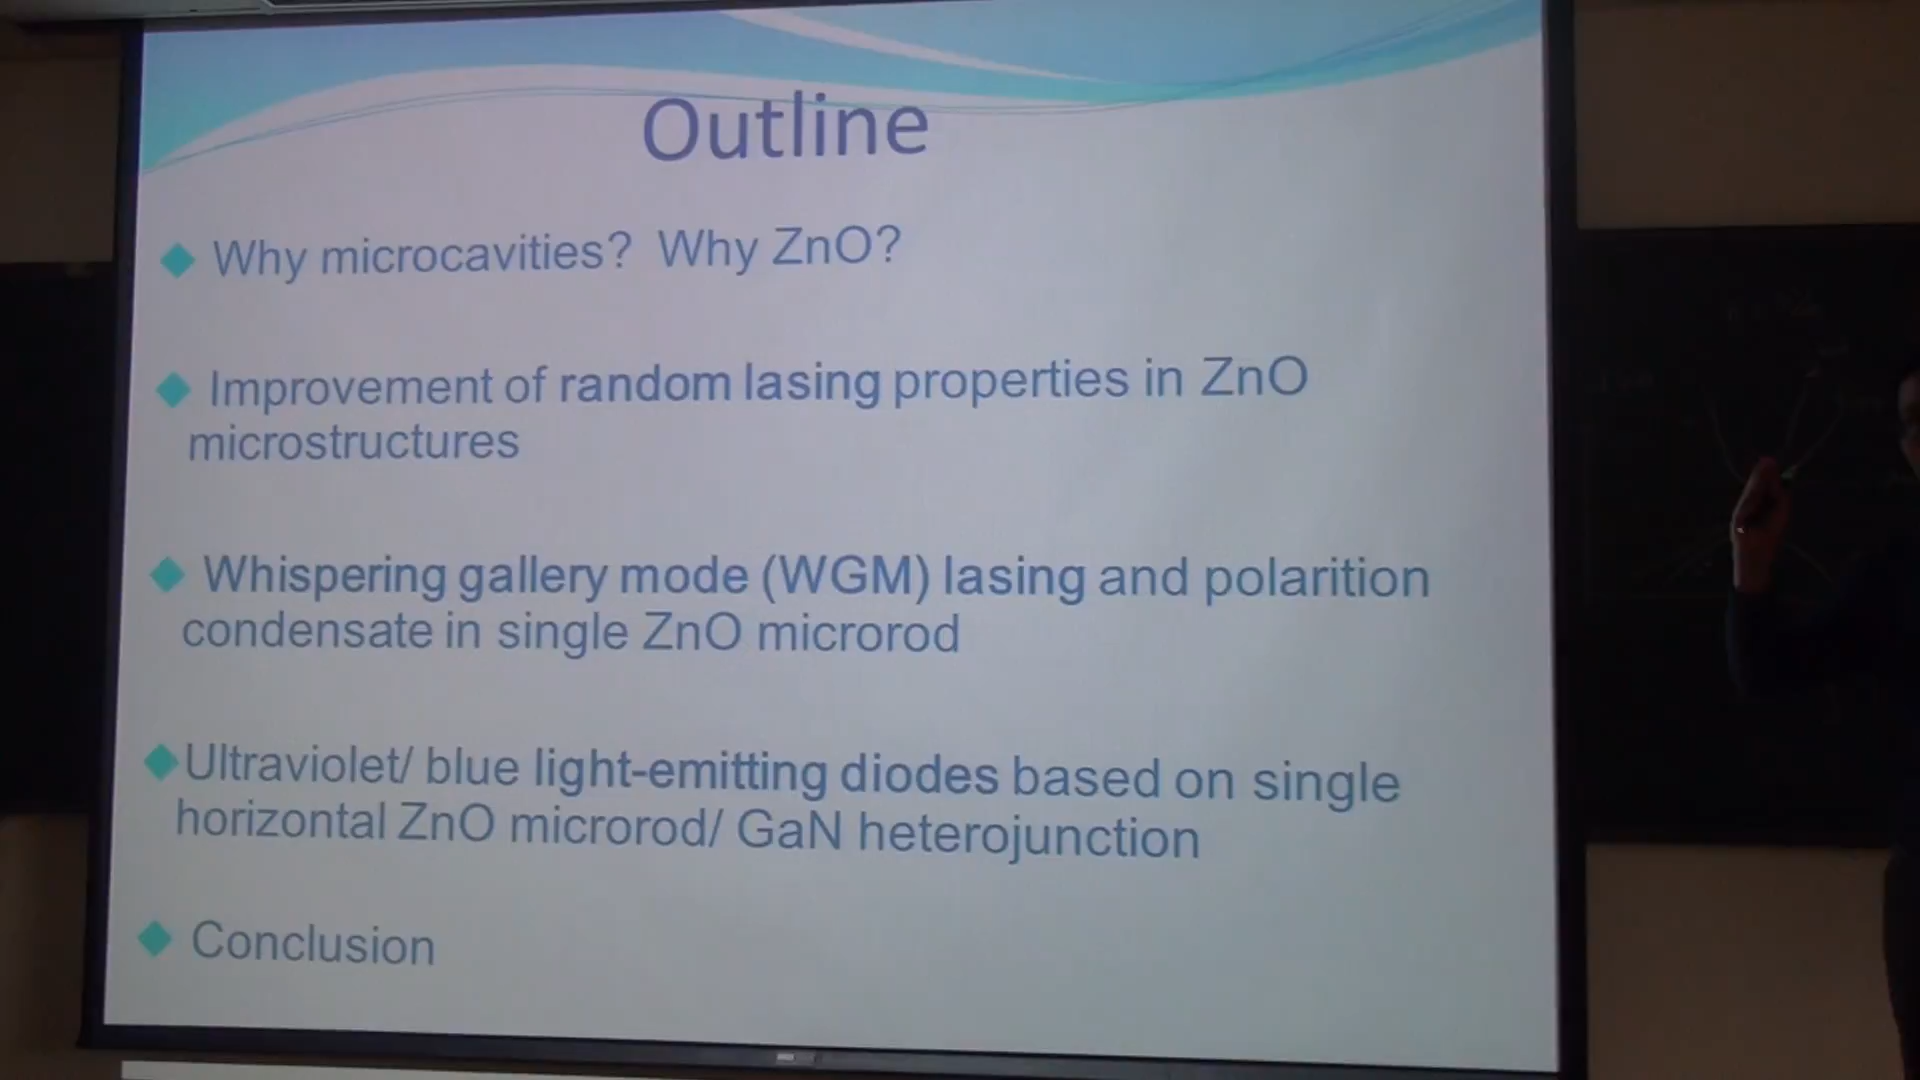 Outline
Why microcavities? Why ZnO?
Improvement of random lasing properties in ZnO
microstructures
Whispering gallery mode (WGM) lasing and polarition
condensate in single ZnO microrod
Ultraviolet/ blue light-emitting diodes based on single
horizontal ZnO microrod/ GaN heterojunction
Conclusion